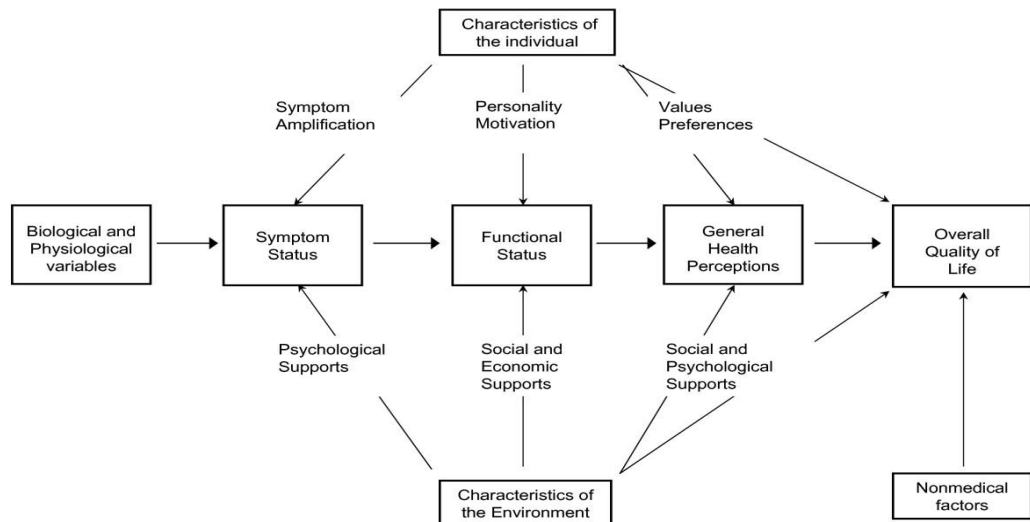 Characteristics of
the individual
Symptom
Amplification
Personality
Motivation
Values
Preferences
Biological and
Physiological
variables
Symptom
Status
Functional
Status
General
Health
Perceptions
Overall
Quality of
Life
Psychological
Supports
Social and
Economic
Supports
Social and
Psychological
Supports
Characteristics of
the Environment
Nonmedical
factors